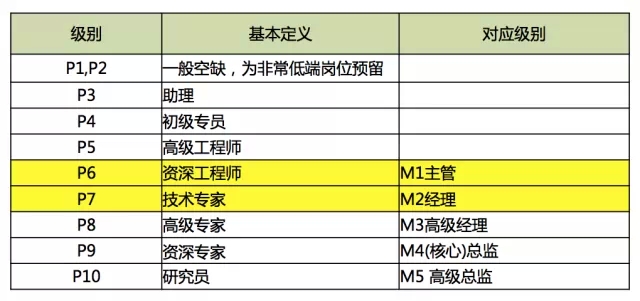 级别 基本定义 对应级别
P1,P2 一般空缺，为非常低端岗位预留
P3 助理
P4 初级专员
P5 高级工程师
P6 资深工程师 M1主管
P7 技术专家 M2经理
P8 高级专家 M3高级经理
P9 资深专家 M4(核心)总监
P10 研究员 M5 高级总监